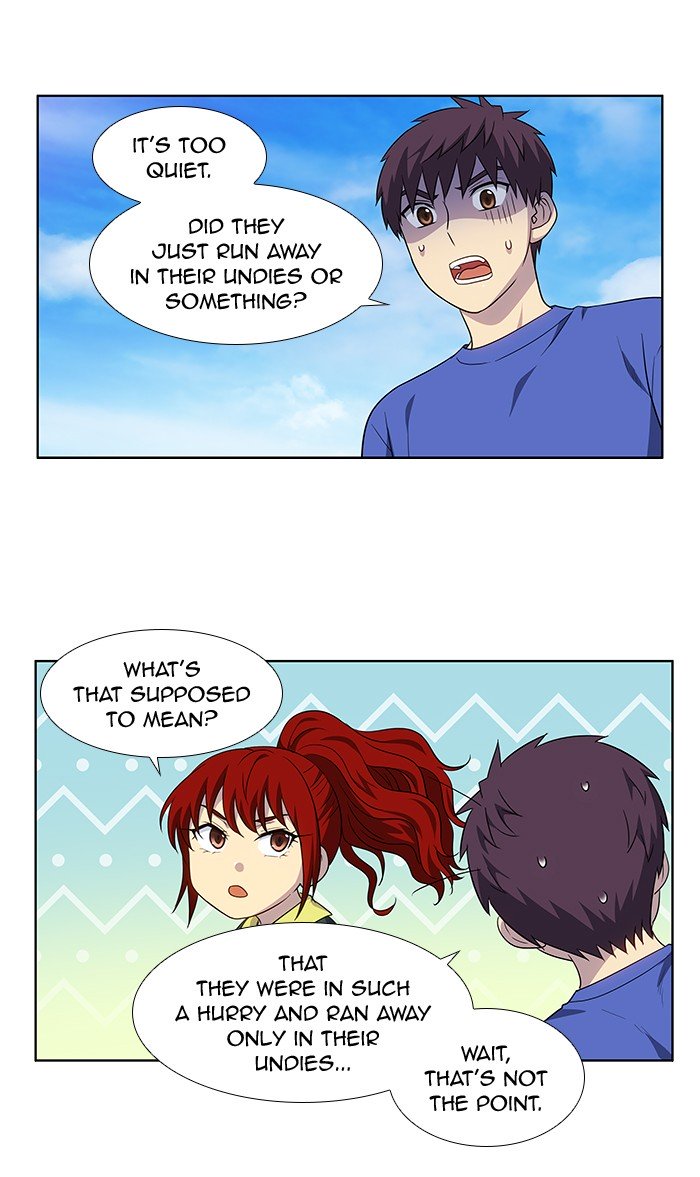 IT'S TOO
QUIET.
DID THEY
JUST RUN AWAY
IN THEIR UNDIES OR
SOMETHING?
WHAT'S
THAT SUPPOSED
TO MEAN?
THAT
THEY WERE IN SUCH
A HURRY AND RAN AWAY
ONLY IN THEIR
UNDIES...
WAIT,
THAT'S NOT
THE POINT.